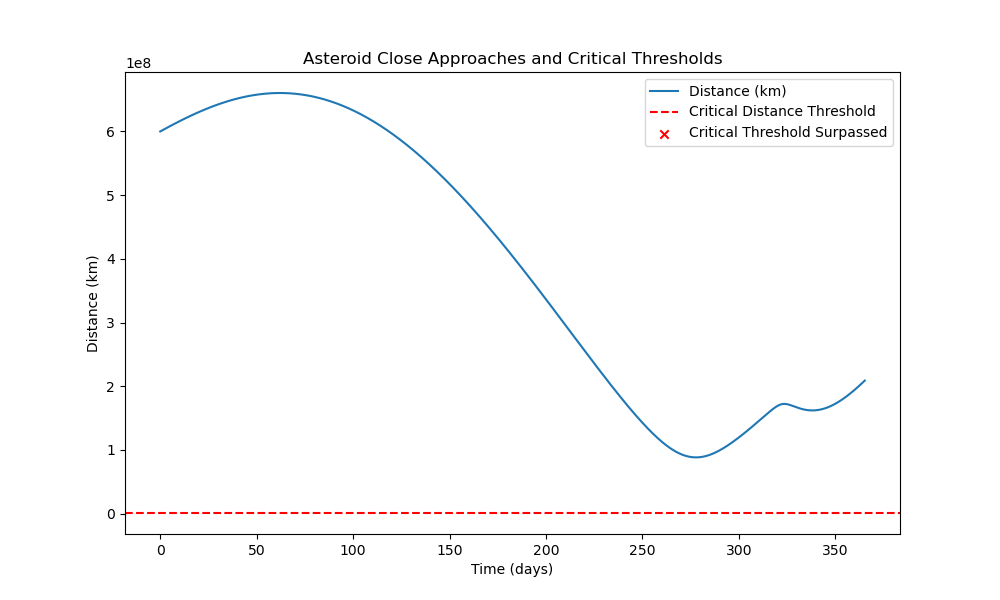 Asteroid Close Approaches and Critical Thresholds
1e8
Distance (km)
Critical Distance Threshold
Critical Threshold Surpassed
6
5
4
3
2
1
0
Distance (km)
0 50 100 150 200 250 300 350
Time (days)